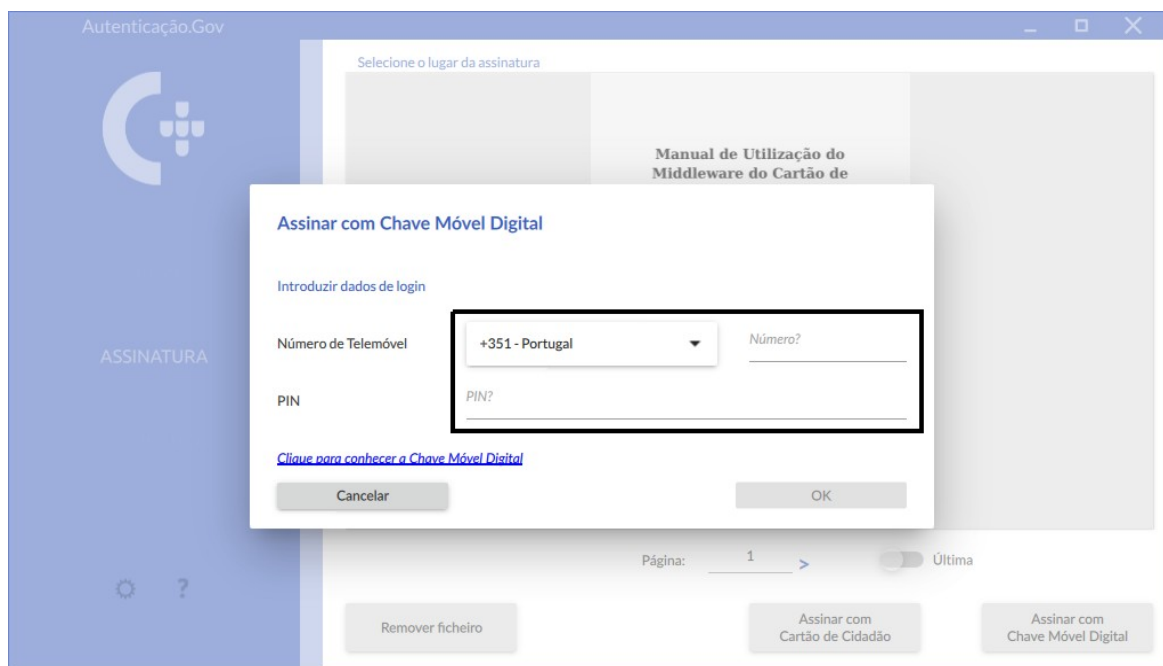 Autenticação.Gov
Selecione o lugar da assinatura
Manual de Utilização do
Middleware do Cartão de
Assinar com Chave Móvel Digital
Introduzir dados de login
Número de Telemóvel
+351 - Portugal
Número?
ASSINATURA
PIN
PIN?
Clique para conhecer a Chave Móvel Digital
Cancelar
OK
Página:
1
>
Última
?
Remover ficheiro
Assinar com
Cartão de Cidadão
Assinar com
Chave Móvel Digital